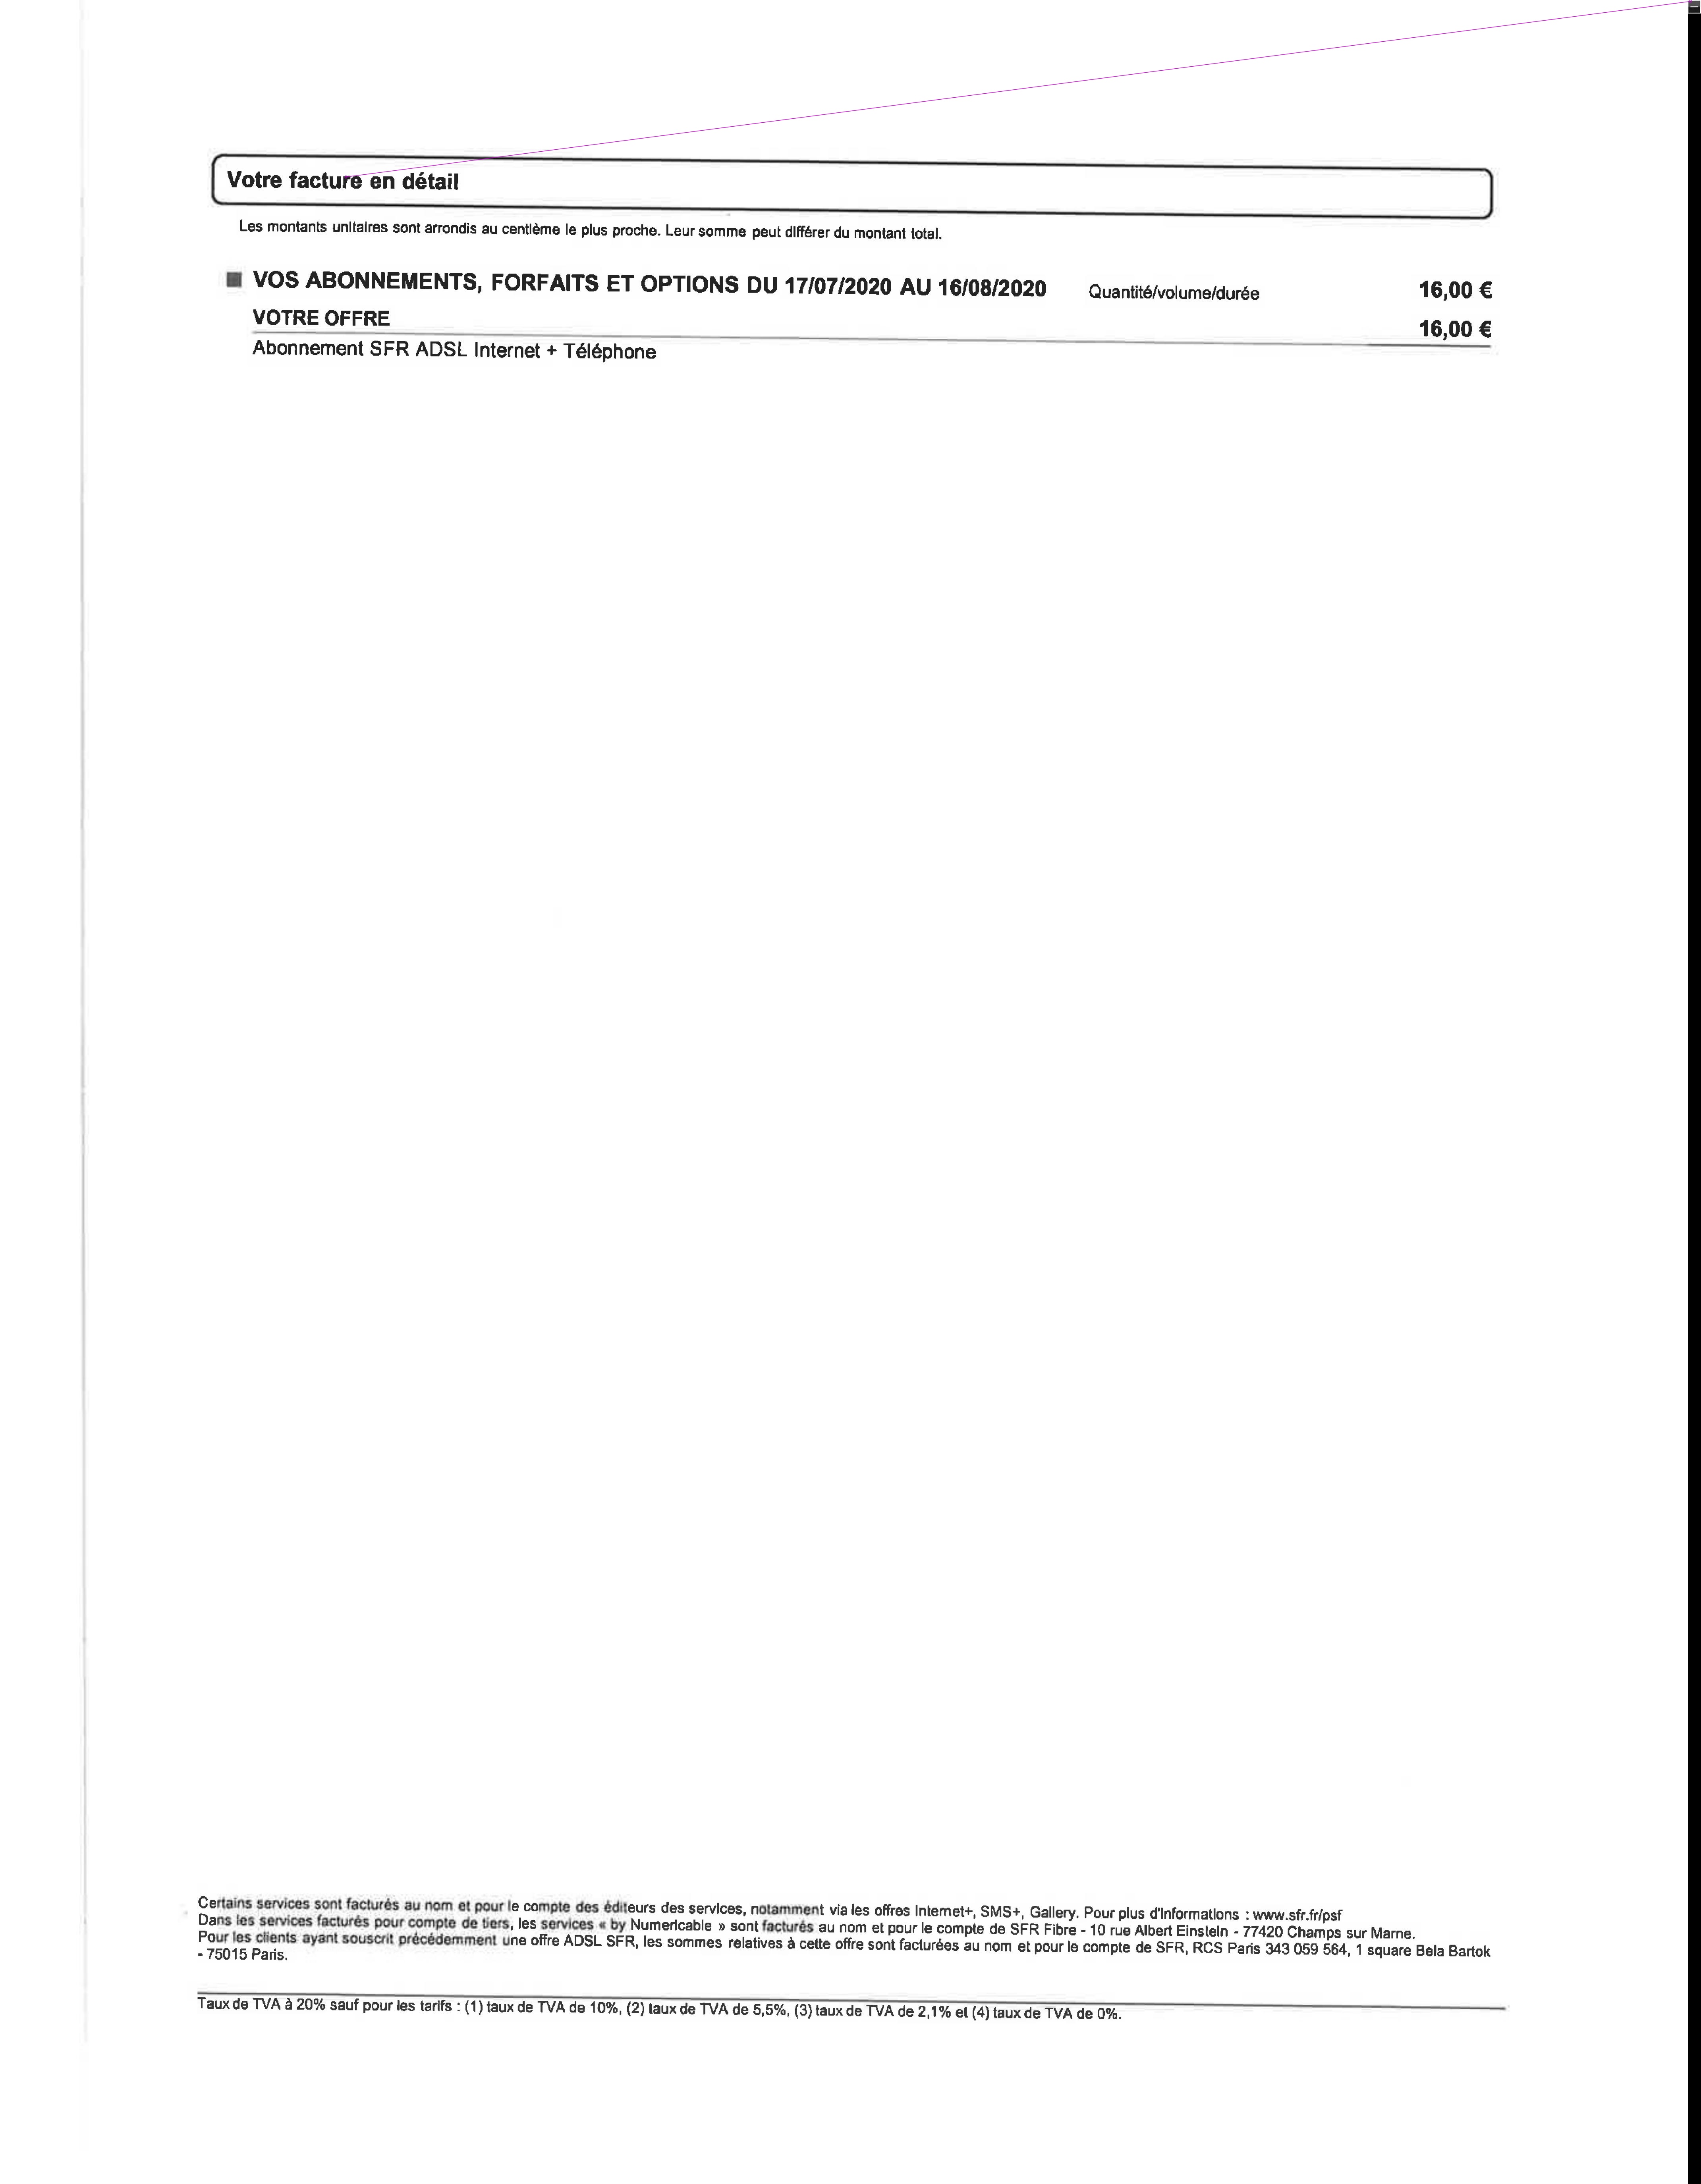 Votre facture en détail
Les montants unitaires sont arrondis au centième le plus proche. Leur somme peut différer du montant total.
VOS ABONNEMENTS, FORFAITS ET OPTIONS DU 17/07/2020 AU 16/08/2020 Quantité/volume/durée 16,00 €
VOTRE OFFRE 16,00 €
Abonnement SFR ADSL Internet + Téléphone
Certains services sont facturés au nom et pour le compte des éditeurs des services, notamment via les offres Internet+, SMS+, Gallery. Pour plus d'informations : www.sfr.fr/psf
Dans les services facturés pour compte de tiers, les services « by Numericable » sont facturés au nom et pour le compte de SFR Fibre - 10 rue Albert Einstein - 77420 Champs sur Marne.
Pour les clients ayant souscrit précédemment une offre ADSL SFR, les sommes relatives à cette offre sont facturées au nom et pour le compte de SFR, RCS Paris 343 059 564, 1 square Bela Bartok
- 75015 Paris.
Taux de TVA à 20% sauf pour les tarifs : (1) taux de TVA de 10%, (2) taux de TVA de 5,5%, (3) taux de TVA de 2,1% et (4) taux de TVA de 0%.